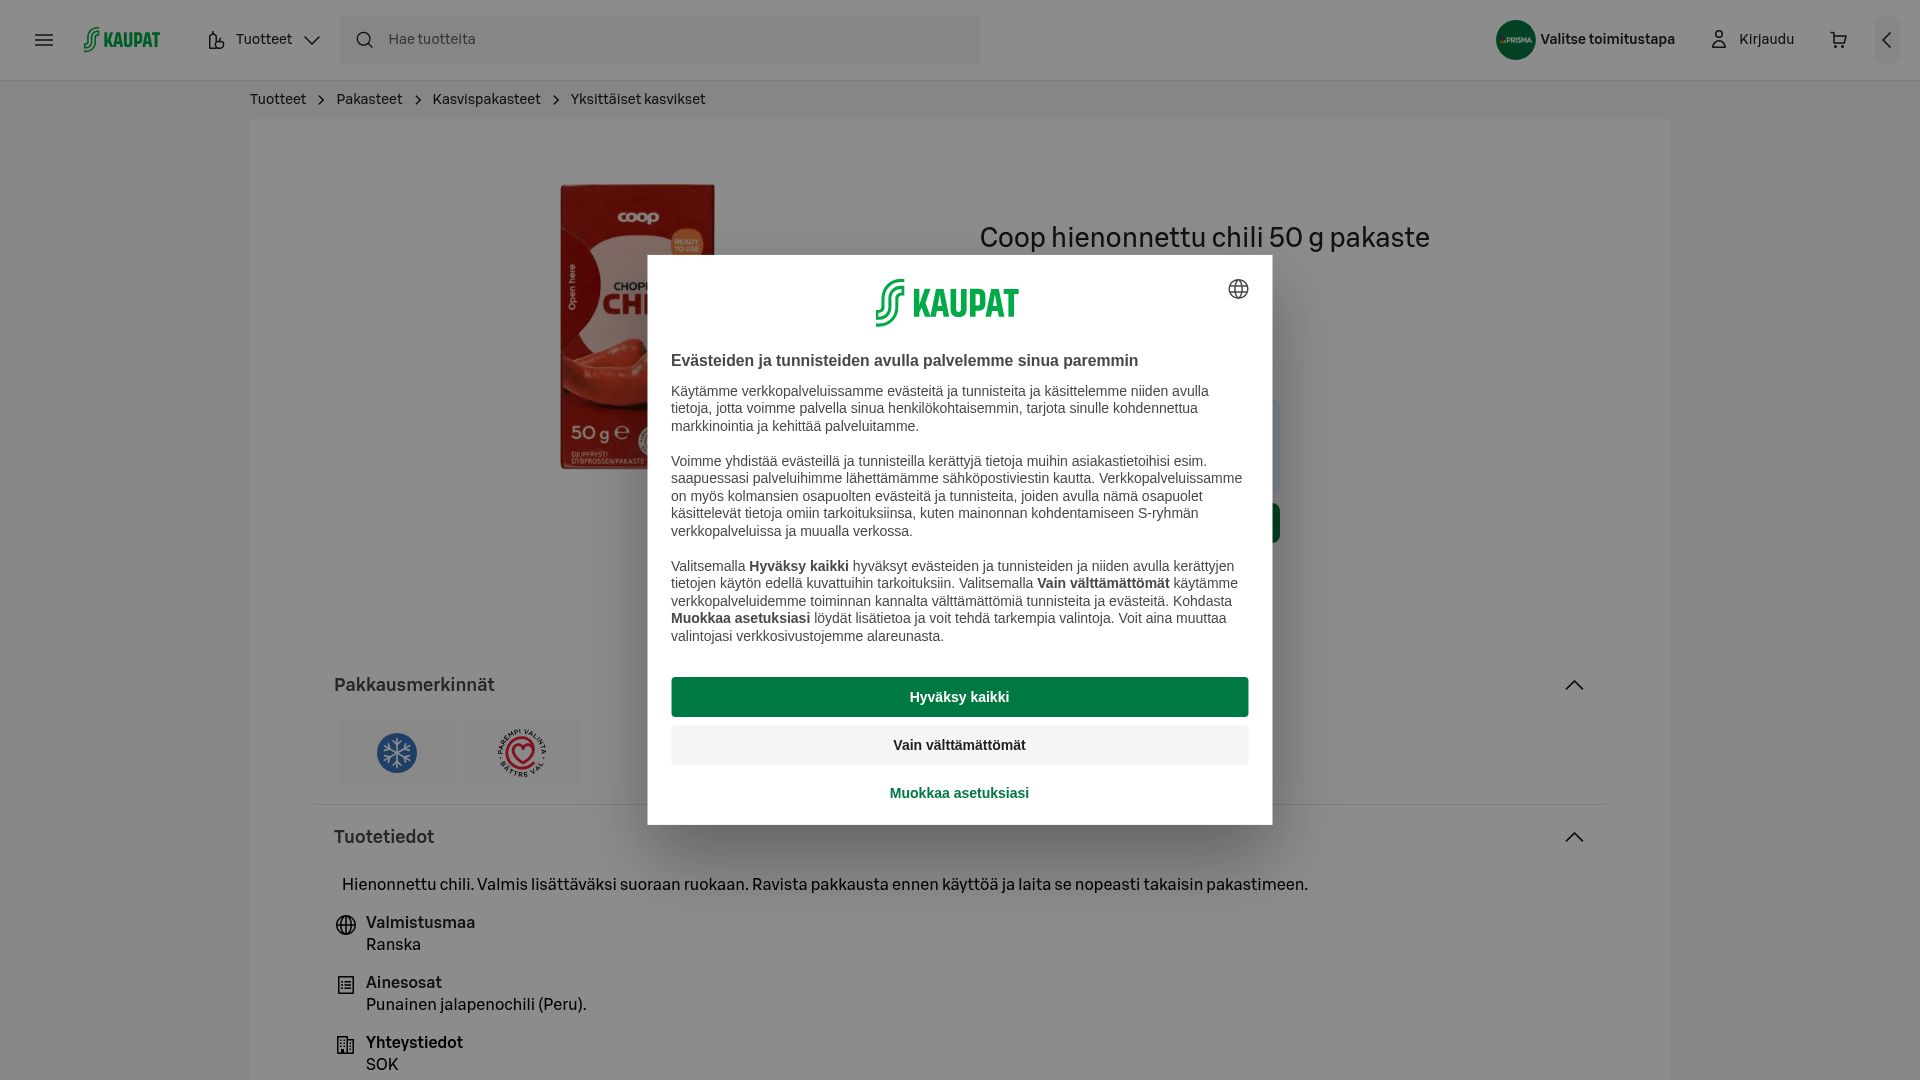 KAUPAT
Tuotteet
Hae tuotteita
PRISMA
Valitse toimitustapa
Kirjaudu
Tuotteet
Pakasteet
Kasvispakasteet
Yksittäiset kasvikset
coop
READY
TO USE
Open here
50 g e
DJUPFRYST/
DYBFROSSEN/PAKASTE
Coop hienonnettu chili 50 g pakaste
KAUPAT
Evästeiden ja tunnisteiden avulla palvelemme sinua paremmin
Käytämme verkkopalveluissamme evästeitä ja tunnisteita ja käsittelemme niiden avulla
tietoja, jotta voimme palvella sinua henkilökohtaisemmin, tarjota sinulle kohdennettua
markkinointia ja kehittää palveluitamme.
Voimme yhdistää evästeillä ja tunnisteilla kerättyjä tietoja muihin asiakastietoihisi esim.
saapuessasi palveluihimme lähettämämme sähköpostiviestin kautta. Verkkopalveluissamme
on myös kolmansien osapuolten evästeitä ja tunnisteita, joiden avulla nämä osapuolet
käsittelevät tietoja omiin tarkoituksiinsa, kuten mainonnan kohdentamiseen S-ryhmän
verkkopalveluissa ja muualla verkossa.
Valitsemalla Hyväksy kaikki hyväksyt evästeiden ja tunnisteiden ja niiden avulla kerättyjen
tietojen käytön edellä kuvattuihin tarkoituksiin. Valitsemalla Vain välttämättömät käytämme
verkkopalveluidemme toiminnan kannalta välttämättömiä tunnisteita ja evästeitä. Kohdasta
Muokkaa asetuksiasi löydät lisätietoa ja voit tehdä tarkempia valintoja. Voit aina muuttaa
valintojasi verkkosivustojemme alareunasta.
Hyväksy kaikki
Vain välttämättömät
Muokkaa asetuksiasi
Pakkausmerkinnät
PAREMPI VALINTA
BÄTTRE VAL
Tuotetiedot
Hienonnettu chili. Valmis lisättäväksi suoraan ruokaan. Ravista pakkausta ennen käyttöä ja laita se nopeasti takaisin pakastimeen.
Valmistusmaa
Ranska
Ainesosat
Punainen jalapenochili (Peru).
Yhteystiedot
SOK